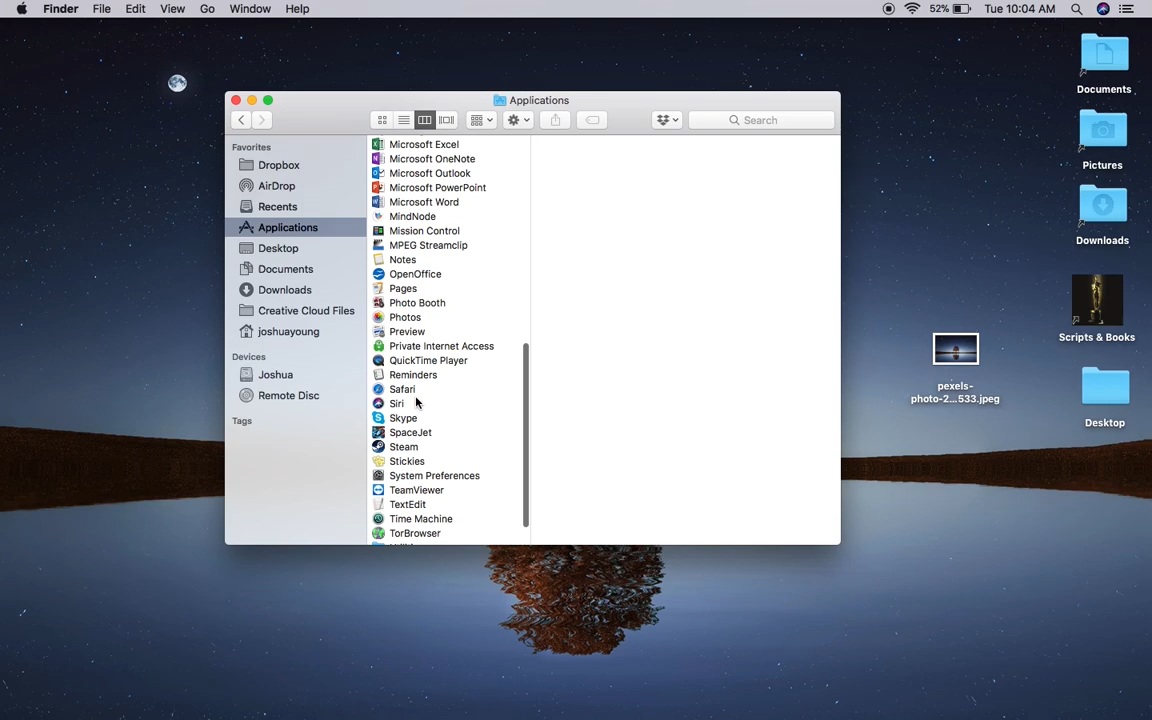 Finder File Edit View Go Window Help 52% Tue 10:04 AM
Applications
Search
Favorites
Dropbox
AirDrop
Recents
Applications
Desktop
Documents
Downloads
Creative Cloud Files
joshuayoung
Devices
Joshua
Remote Disc
Tags
Microsoft Excel
Microsoft OneNote
Microsoft Outlook
Microsoft PowerPoint
Microsoft Word
MindNode
Mission Control
MPEG Streamclip
Notes
OpenOffice
Pages
Photo Booth
Photos
Preview
Private Internet Access
QuickTime Player
Reminders
Safari
Siri
Skype
SpaceJet
Steam
Stickies
System Preferences
TeamViewer
TextEdit
Time Machine
TorBrowser
Documents
Pictures
Downloads
Scripts & Books
pexels-
photo-2...533.jpeg
Desktop